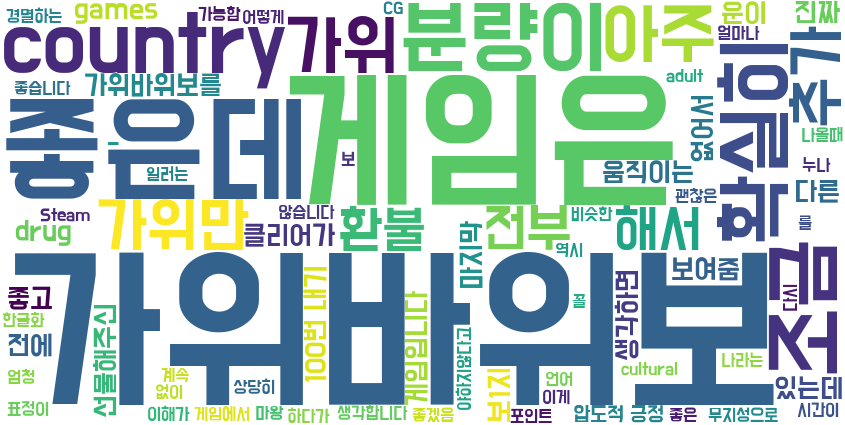 경멸하는 games 가능함 어떻게 CG 분량이 아주 운이 진짜
country 가위 얼마나 추가
좋습니다 가위바위보를 게임은 adult 없어서 확실히 나올때
좋은데 일러는 보 움직이는 누나
Steam 가위만 않습니다 환불 전부 비슷한 해서 괜찮은 다른 를
drug 클리어가 마지막 역시 보여줌 조금
가위바위보
좋고 100번 내기 게임입니다 꼴 생각하면 다시
한글화 선물해주신 야하지않다고
전에 cultural 나라는
엄청 계속 상당히 언어 있는데
표정이 없이 보1지 이게
이해가 게임에서 마왕 하다가 생각합니다 좋겠음 포인트 압도적 긍정 좋은 무지성으로 시간이